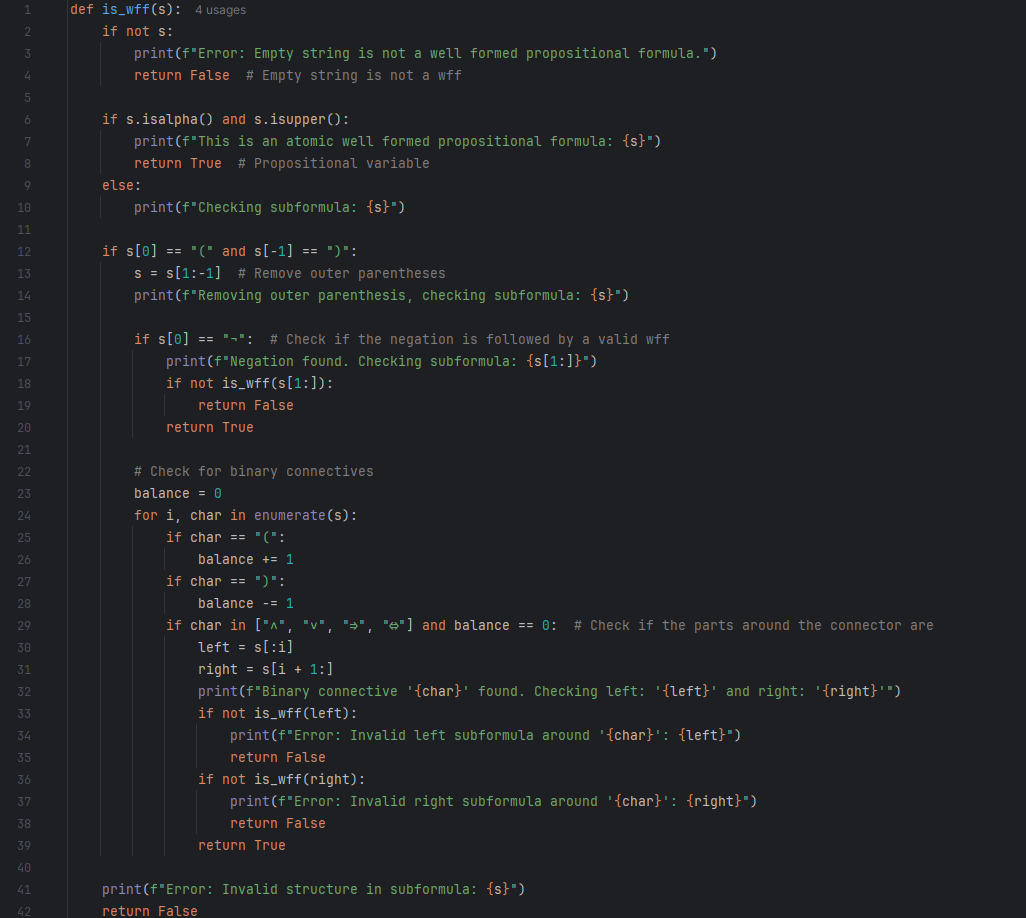 1 def is_wff(s): 4 usages
2     if not s:
3         print(f"Error: Empty string is not a well formed propositional formula.")
4         return False  # Empty string is not a wff
5
6     if s.isalpha() and s.isupper():
7         print(f"This is an atomic well formed propositional formula: {s}")
8         return True  # Propositional variable
9     else:
10         print(f"Checking subformula: {s}")
11
12     if s[0] == "(" and s[-1] == ")":
13         s = s[1:-1]  # Remove outer parentheses
14         print(f"Removing outer parenthesis, checking subformula: {s}")
15
16         if s[0] == "¬":  # Check if the negation is followed by a valid wff
17             print(f"Negation found. Checking subformula: {s[1:]}")
18             if not is_wff(s[1:]):
19                 return False
20             return True
21
22         # Check for binary connectives
23         balance = 0
24         for i, char in enumerate(s):
25             if char == "(":
26                 balance += 1
27             if char == ")":
28                 balance -= 1
29             if char in ["∧", "∨", "⇒", "⇔"] and balance == 0:  # Check if the parts around the connector are
30                 left = s[:i]
31                 right = s[i + 1:]
32                 print(f"Binary connective '{char}' found. Checking left: '{left}' and right: '{right}'")
33                 if not is_wff(left):
34                     print(f"Error: Invalid left subformula around '{char}': {left}")
35                     return False
36                 if not is_wff(right):
37                     print(f"Error: Invalid right subformula around '{char}': {right}")
38                     return False
39                 return True
40
41     print(f"Error: Invalid structure in subformula: {s}")
42     return False